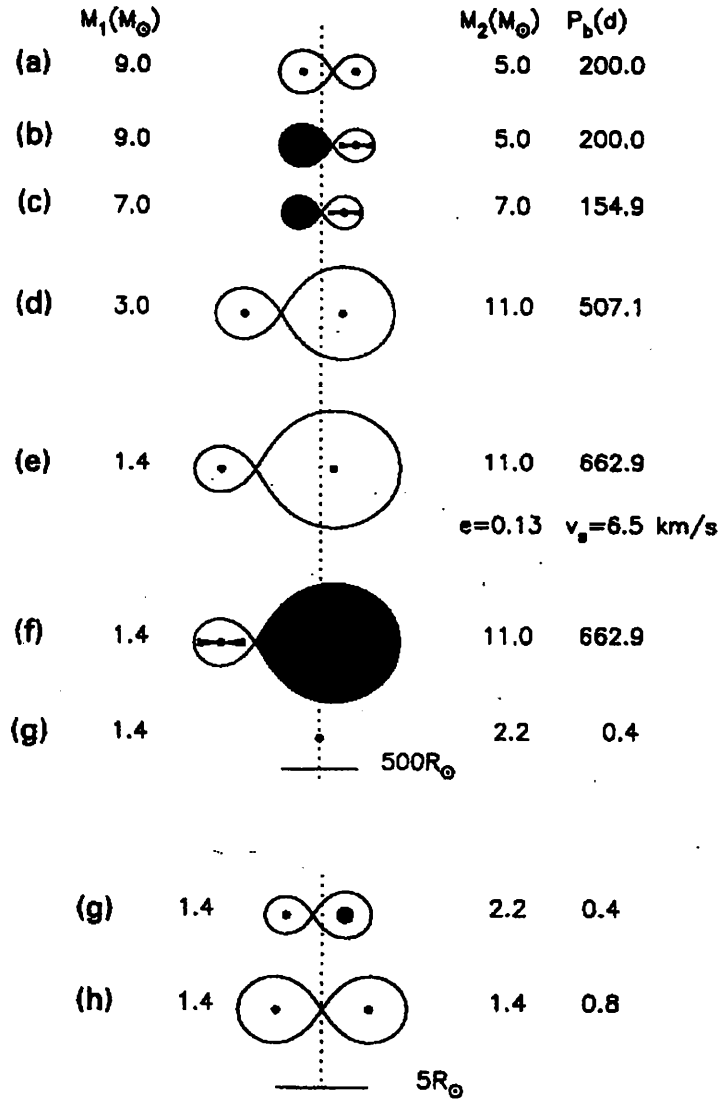 M₁(M☉) M₂(M☉) P_b(d)
(a) 9.0 5.0 200.0
(b) 9.0 5.0 200.0
(c) 7.0 7.0 154.9
(d) 3.0 11.0 507.1
(e) 1.4 11.0 662.9
e=0.13 v_s=6.5 km/s
(f) 1.4 11.0 662.9
(g) 1.4 2.2 0.4
500R☉
(g) 1.4 2.2 0.4
(h) 1.4 1.4 0.8
5R☉